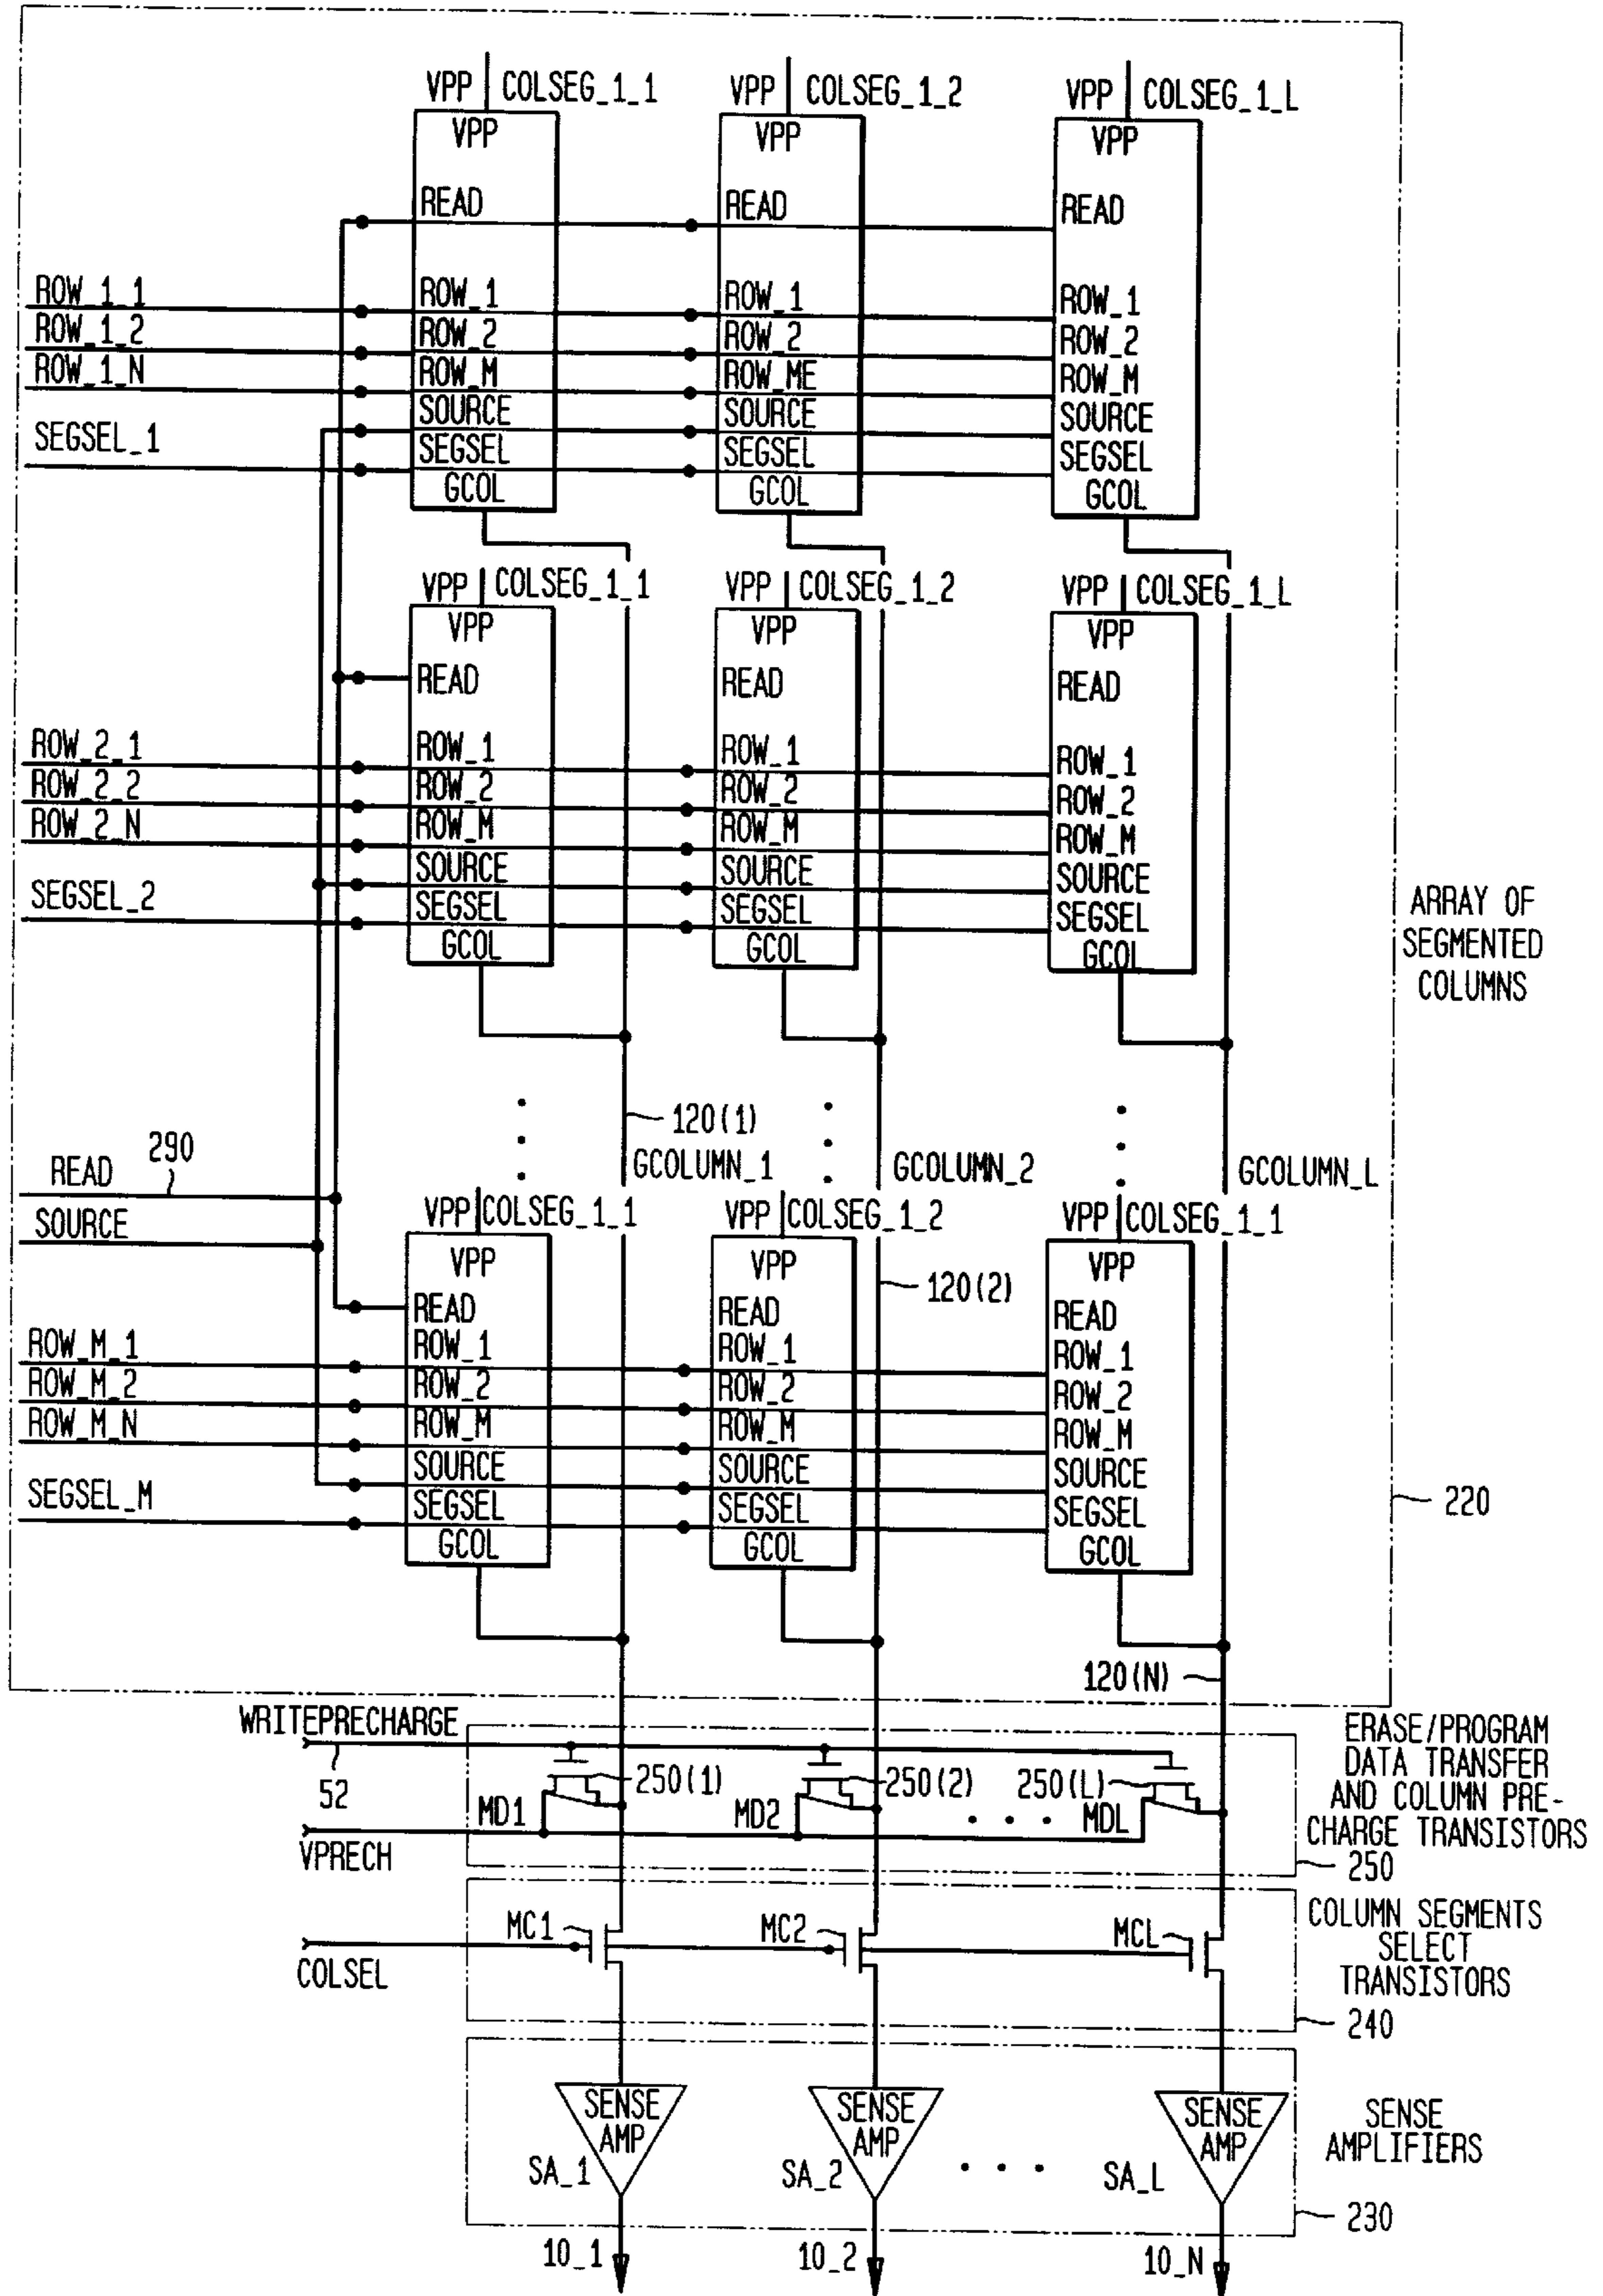 VPP COLSEG_1_1 VPP COLSEG_1_2 VPP COLSEG_1_L
VPP VPP VPP
READ READ READ
ROW_1_1 ROW_1 ROW_1 ROW_1
ROW_1_2 ROW_2 ROW_2 ROW_2
ROW_1_N ROW_M ROW_ME ROW_M
SOURCE SOURCE SOURCE
SEGSEL_1 SEGSEL SEGSEL SEGSEL
GCOL GCOL GCOL
VPP COLSEG_1_1 VPP COLSEG_1_2 VPP COLSEG_1_L
VPP VPP VPP
READ READ READ
ROW_2_1 ROW_1 ROW_1 ROW_1
ROW_2_2 ROW_2 ROW_2 ROW_2
ROW_2_N ROW_M ROW_M ROW_M
SOURCE SOURCE SOURCE
SEGSEL_2 SEGSEL SEGSEL SEGSEL
GCOL GCOL GCOL
ARRAY OF
SEGMENTED
COLUMNS
120(1)
READ 290 GCOLUMN_1 GCOLUMN_2 GCOLUMN_L
SOURCE VPP COLSEG_1_1 VPP COLSEG_1_2 VPP COLSEG_1_1
VPP VPP VPP
120(2)
READ READ READ
ROW_M_1 ROW_1 ROW_1 ROW_1
ROW_M_2 ROW_2 ROW_2 ROW_2
ROW_M_N ROW_M ROW_M ROW_M
SOURCE SOURCE SOURCE
SEGSEL_M SEGSEL SEGSEL SEGSEL
GCOL GCOL GCOL
220
120(N)
WRITEPRECHARGE
52
250(1) 250(2) 250(L)
MD1 MD2 . . . MDL
VPRECH
ERASE/PROGRAM
DATA TRANSFER
AND COLUMN PRE-
CHARGE TRANSISTORS
250
MC1 MC2 MCL
COLSEL
COLUMN SEGMENTS
SELECT
TRANSISTORS
240
SENSE AMP SENSE AMP SENSE AMP
SA_1 SA_2 . . . SA_L
SENSE
AMPLIFIERS
230
10_1 10_2 10_N